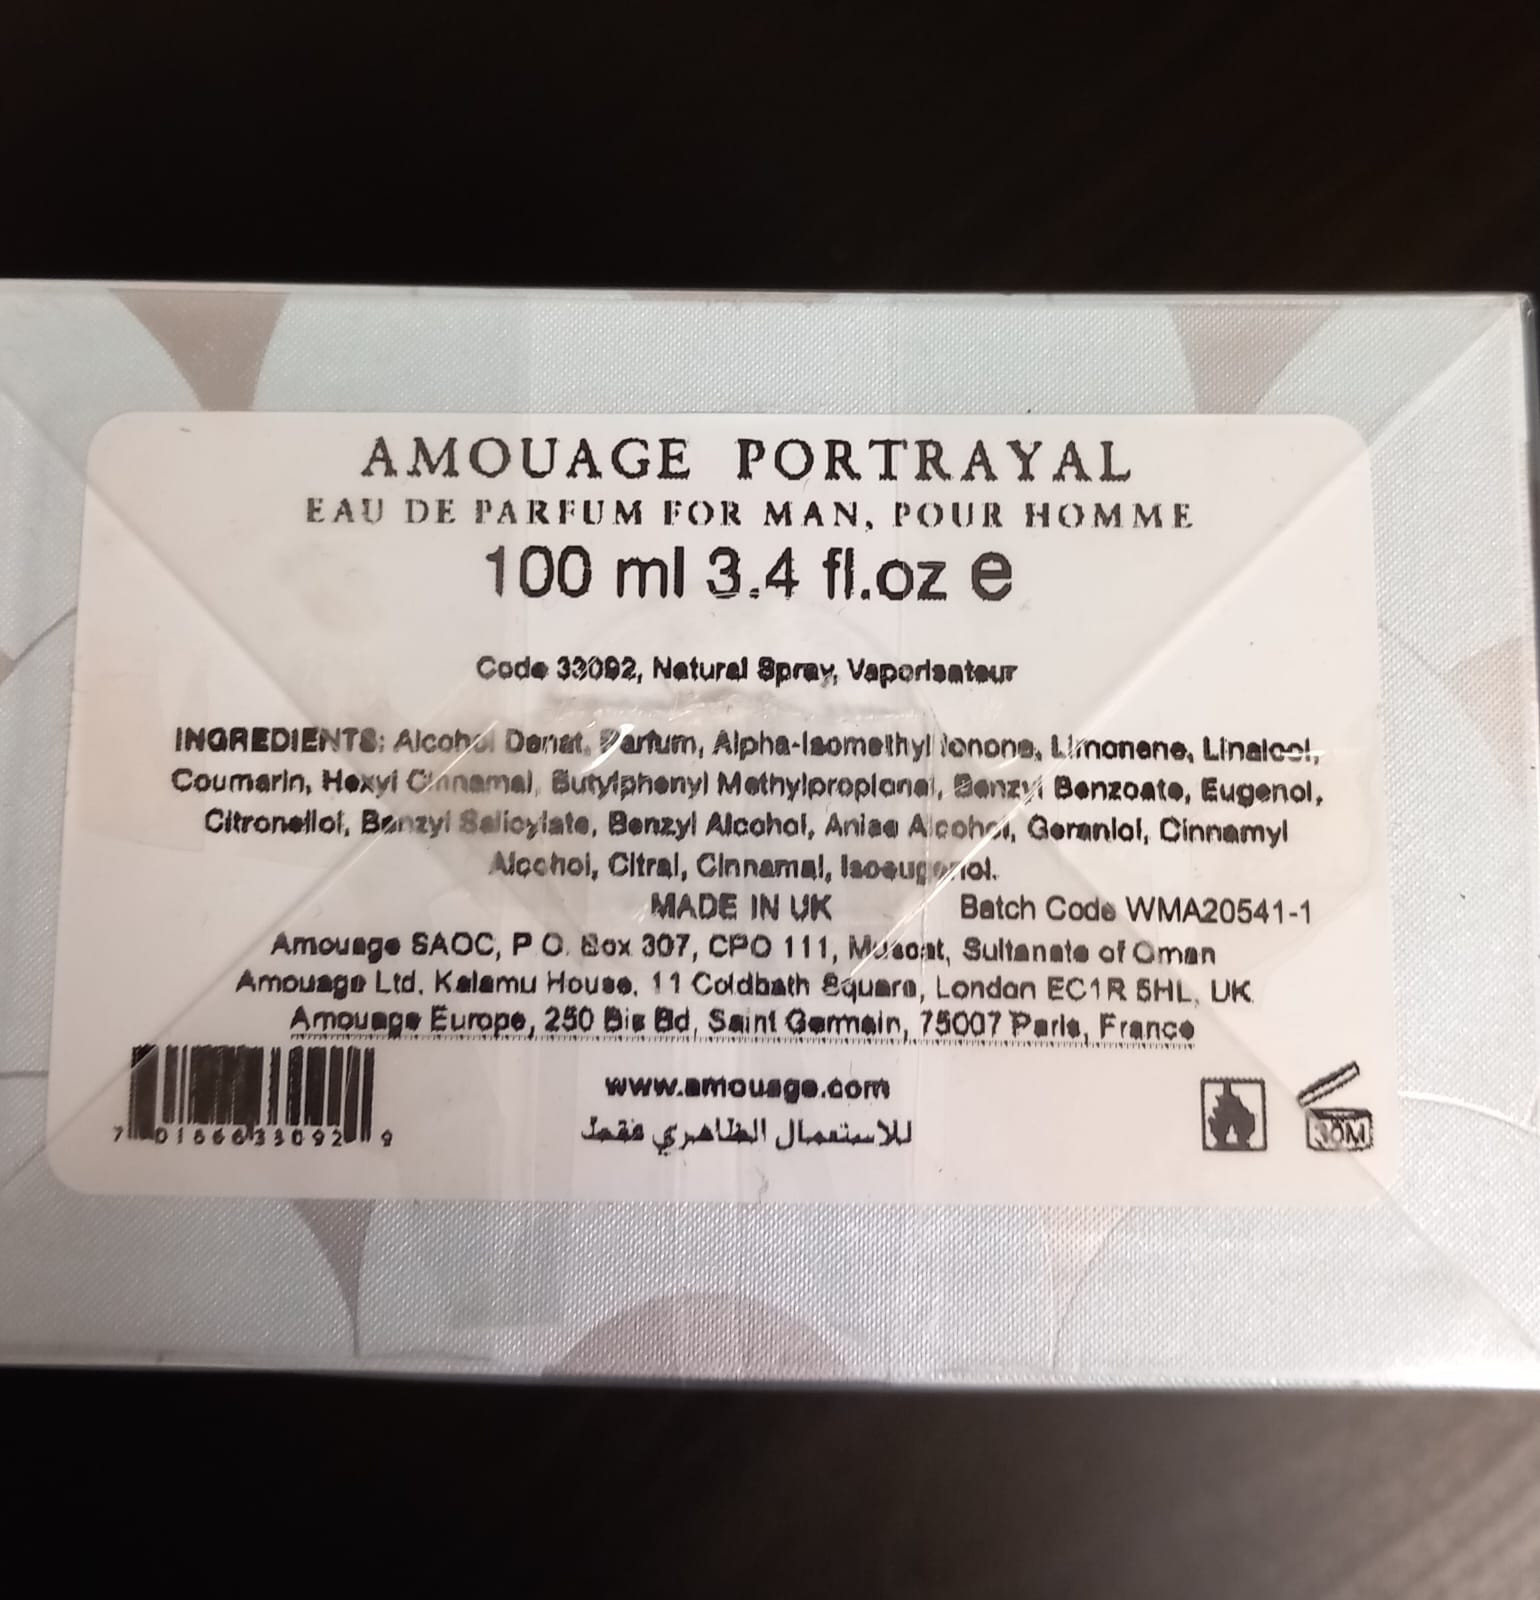 AMOUAGE PORTRAYAL
EAU DE PARFUM FOR MAN, POUR HOMME
100 ml 3.4 fl.oz e
Code 33092, Natural Spray, Vaporisateur
INGREDIENTS: Alcohol Denat, Parfum, Alpha-Isomethyl Ionone, Limonene, Linalool,
Coumarin, Hexyl Cinnamal, Butylphenyl Methylpropional, Benzyl Benzoate, Eugenol,
Citronellol, Benzyl Salicylate, Benzyl Alcohol, Anise Alcohol, Geraniol, Cinnamyl
Alcohol, Citral, Cinnamal, Isoeugenol.
MADE IN UK Batch Code WMA20541-1
Amouage SAOC, P O. Box 307, CPO 111, Muscat, Sultanate of Oman
Amouage Ltd. Kalamu House, 11 Coldbath Square, London EC1R 5HL, UK
Amouage Europe, 250 Bis Bd, Saint Germain, 75007 Paris, France
www.amouage.com
للاستعمال الظاهري فقط
7 01666 33092 9
30M